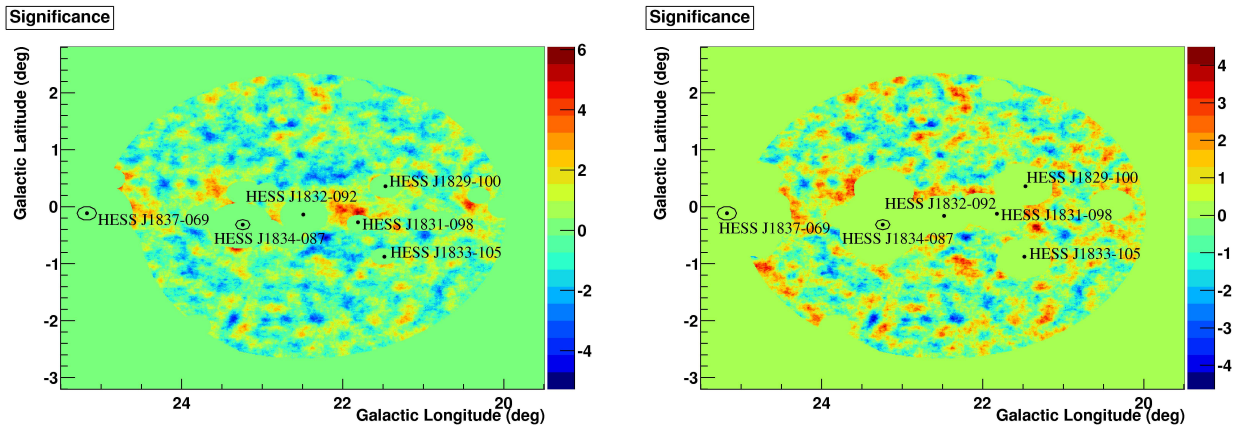 Significance
Galactic Latitude (deg)
2
1
0
-1
-2
-3
24
22
20
Galactic Longitude (deg)
HESS J1829-100
HESS J1832-092
HESS J1837-069
HESS J1831-098
HESS J1834-087
HESS J1833-105
6
4
2
0
-2
-4
Significance
Galactic Latitude (deg)
2
1
0
-1
-2
-3
24
22
20
Galactic Longitude (deg)
HESS J1829-100
HESS J1832-092
HESS J1831-098
HESS J1837-069
HESS J1834-087
HESS J1833-105
4
3
2
1
0
-1
-2
-3
-4